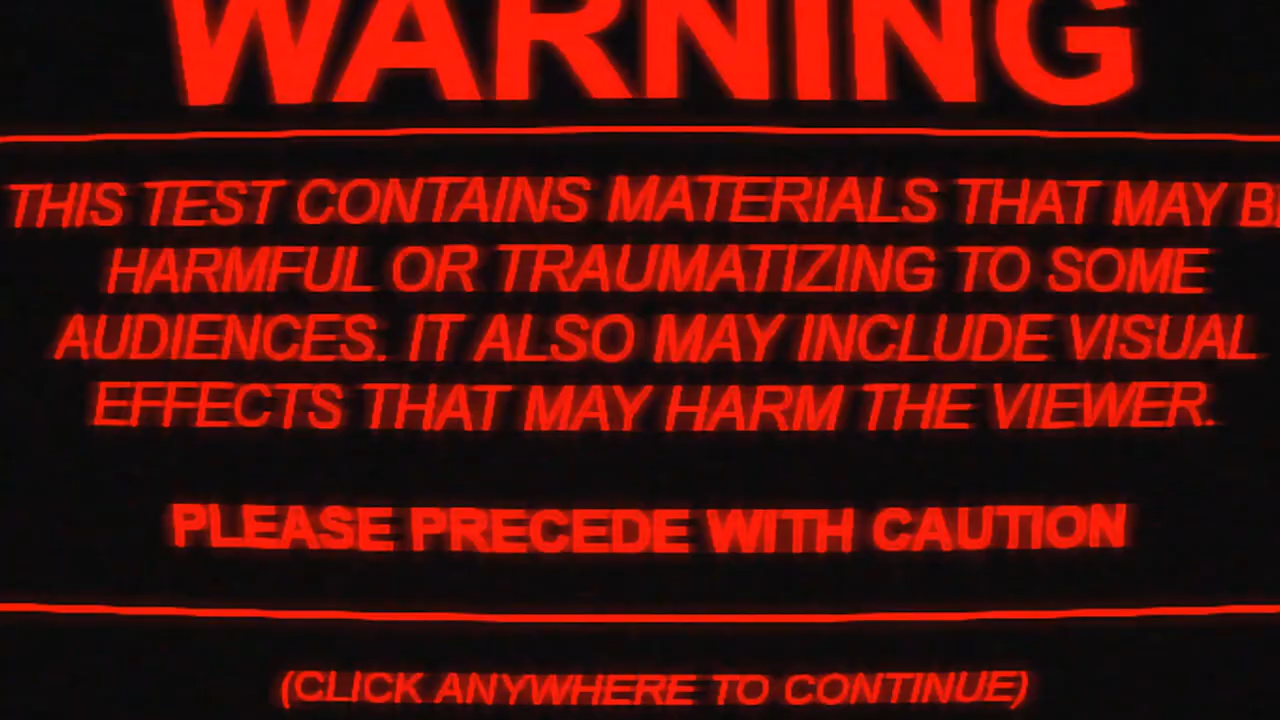 WARNING
THIS TEST CONTAINS MATERIALS THAT MAY BE
HARMFUL OR TRAUMATIZING TO SOME
AUDIENCES. IT ALSO MAY INCLUDE VISUAL
EFFECTS THAT MAY HARM THE VIEWER.
PLEASE PRECEDE WITH CAUTION
(CLICK ANYWHERE TO CONTINUE)